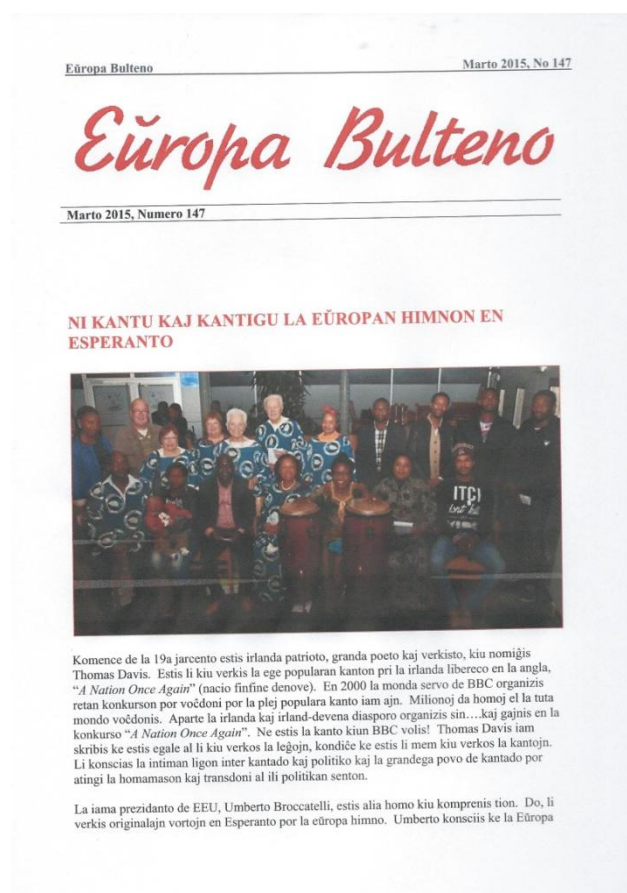 Eŭropa Bulteno Marto 2015, No 147
Eŭropa Bulteno
Marto 2015, Numero 147
NI KANTU KAJ KANTIGU LA EŬROPAN HIMNON EN
ESPERANTO
ITCI
Komence de la 19a jarcento estis irlanda patrioto, granda poeto kaj verkisto, kiu nomiĝis
Thomas Davis. Estis li kiu verkis la ege popularan kanton pri la irlanda libereco en la angla,
“A Nation Once Again” (nacio finfine denove). En 2000 la monda servo de BBC organizis
retan konkurson por voĉdoni por la plej populara kanto iam ajn. Milionoj da homoj el la tuta
mondo voĉdonis. Aparte la irlanda kaj irland-devena diasporo organizis sin….kaj gajnis en la
konkurso “A Nation Once Again”. Ne estis la kanto kiun BBC volis! Thomas Davis iam
skribis ke estis egale al li kiu verkos la leĝojn, kondiĉe ke estis li mem kiu verkos la kantojn.
Li konscias la intiman ligon inter kantado kaj politiko kaj la grandega povo de kantado por
atingi la homamason kaj transdoni al ili politikan senton.
La iama prezidanto de EEU, Umberto Broccatelli, estis alia homo kiu komprenis tion. Do, li
verkis originalajn vortojn en Esperanto por la eŭropa himno. Umberto konsciis ke la Eŭropa